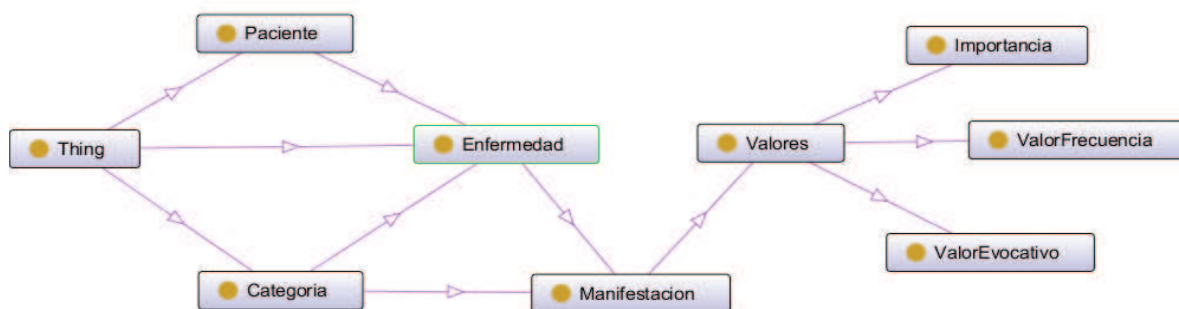 Paciente
Importancia
Thing
Enfermedad
Valores
ValorFrecuencia
ValorEvocativo
Categoria
Manifestacion